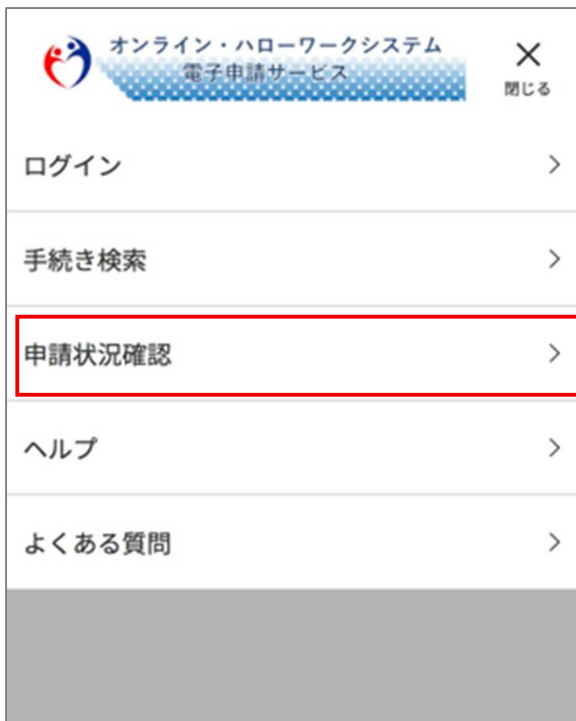 オンライン・ハローワークシステム
電子申請サービス
閉じる
ログイン
手続き検索
申請状況確認
ヘルプ
よくある質問